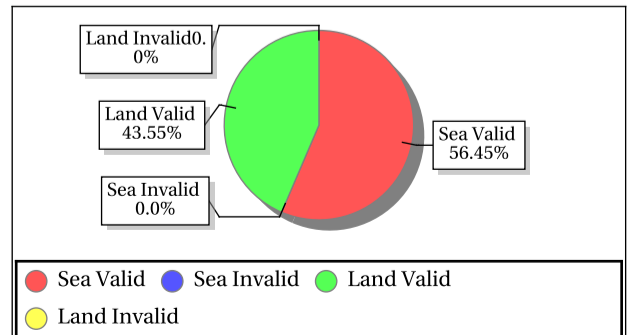 Land Invalid0.
0%
Land Valid
43.55%
Sea Valid
56.45%
Sea Invalid
0.0%
Sea Valid Sea Invalid Land Valid
Land Invalid